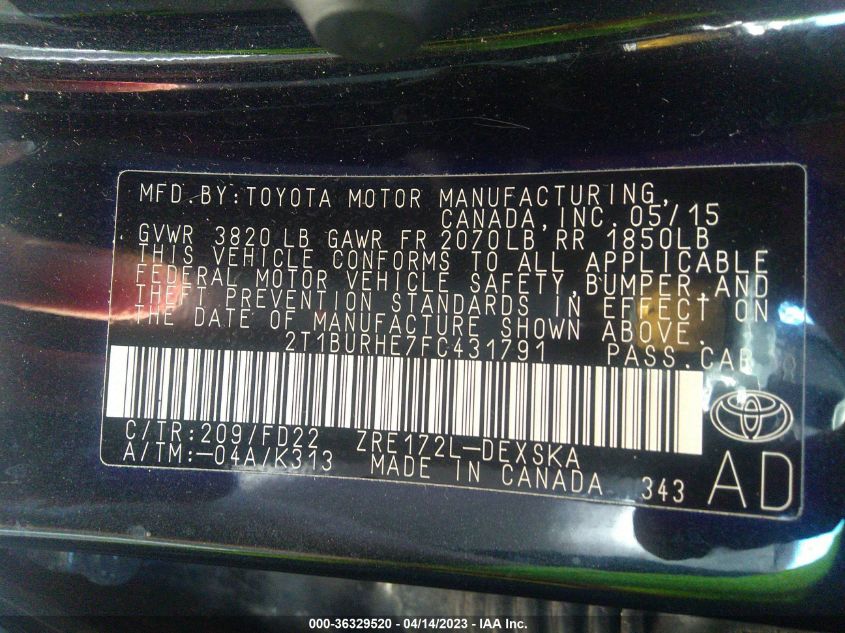 MFD.BY:TOYOTA MOTOR MANUFACTURING,
CANADA,INC. 05/15
GVWR 3820 LB GAWR FR 2070LB RR 1850LB
THIS VEHICLE CONFORMS TO ALL APPLICABLE
FEDERAL MOTOR VEHICLE SAFETY,BUMPER,AND
THEFT PREVENTION STANDARDS IN EFFECT ON
THE DATE OF MANUFACTURE SHOWN ABOVE.
2T1BURHE7FC431791 PASS.CAR
C/TR:209/FD22 ZRE172L-DEXSKA
A/TM:-04A/K313 MADE IN CANADA 343
AD
000-36329520 - 04/14/2023 - IAA Inc.